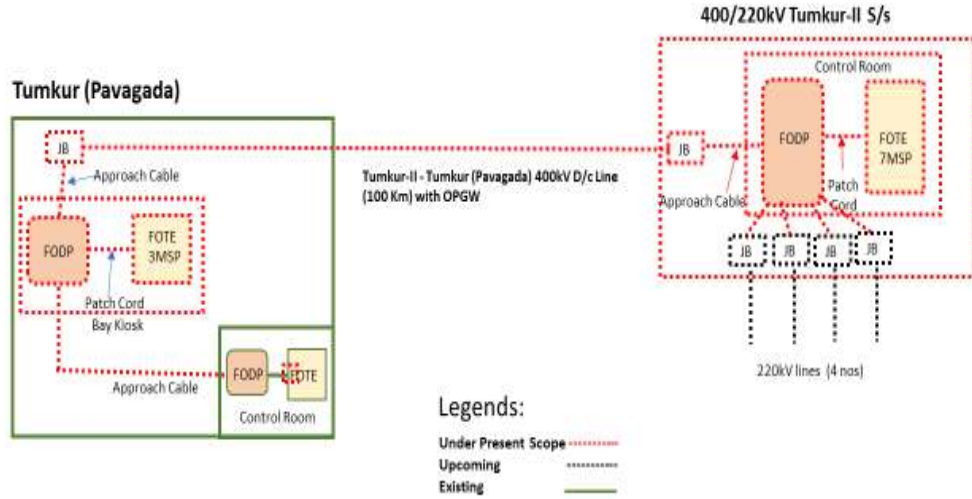 400/220kV Tumkur-II S/s
Control Room
Tumkur (Pavagada)
JB
Approach Cable
FODP
FOTE
3MSP
Patch Cord
Bay Kiosk
Approach Cable
FODP
FOTE
Control Room
Tumkur-II - Tumkur (Pavagada) 400kV D/c Line
(100 Km) with OPGW
JB
Approach Cable
FODP
Patch
Cord
FOTE
7MSP
JB
JB
JB
JB
220kV lines (4 nos)
Legends:
Under Present Scope
Upcoming
Existing